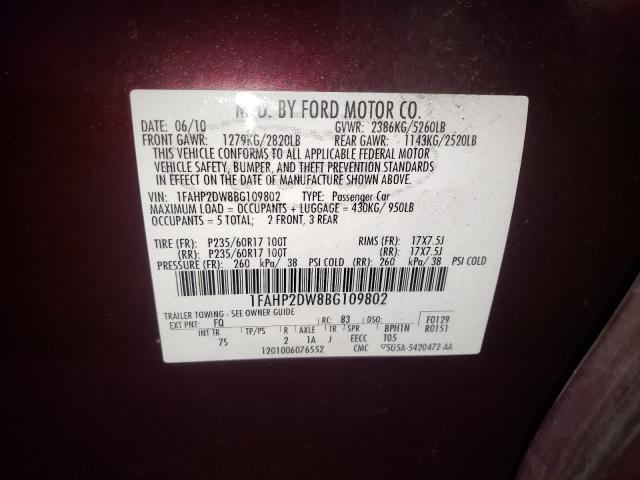 MFD. BY FORD MOTOR CO.
DATE: 06/10 GVWR: 2386KG/5260LB
FRONT GAWR: 1279KG/2820LB REAR GAWR: 1143KG/2520LB
THIS VEHICLE CONFORMS TO ALL APPLICABLE FEDERAL MOTOR
VEHICLE SAFETY, BUMPER, AND THEFT PREVENTION STANDARDS
IN EFFECT ON THE DATE OF MANUFACTURE SHOWN ABOVE.
VIN: 1FAHP2DW8BG109802 TYPE: Passenger Car
MAXIMUM LOAD = OCCUPANTS + LUGGAGE = 430KG/ 950LB
OCCUPANTS = 5 TOTAL; 2 FRONT, 3 REAR
TIRE (FR): P235/60R17 100T RIMS (FR): 17X7.5J
(RR): P235/60R17 100T (RR): 17X7.5J
PRESSURE (FR): 260 kPa/ 38 PSI COLD (RR): 260 kPa/ 38 PSI COLD
1FAHP2DW8BG109802
TRAILER TOWING - SEE OWNER GUIDE
EXT PNT: FQ RC: B3 DSO: F0129
INT TR TP/PS R AXLE TR SPR BPH1N R0151
7S 2 1A J EECC T05
1201006076552 CMC 5U5A-5420472-AA